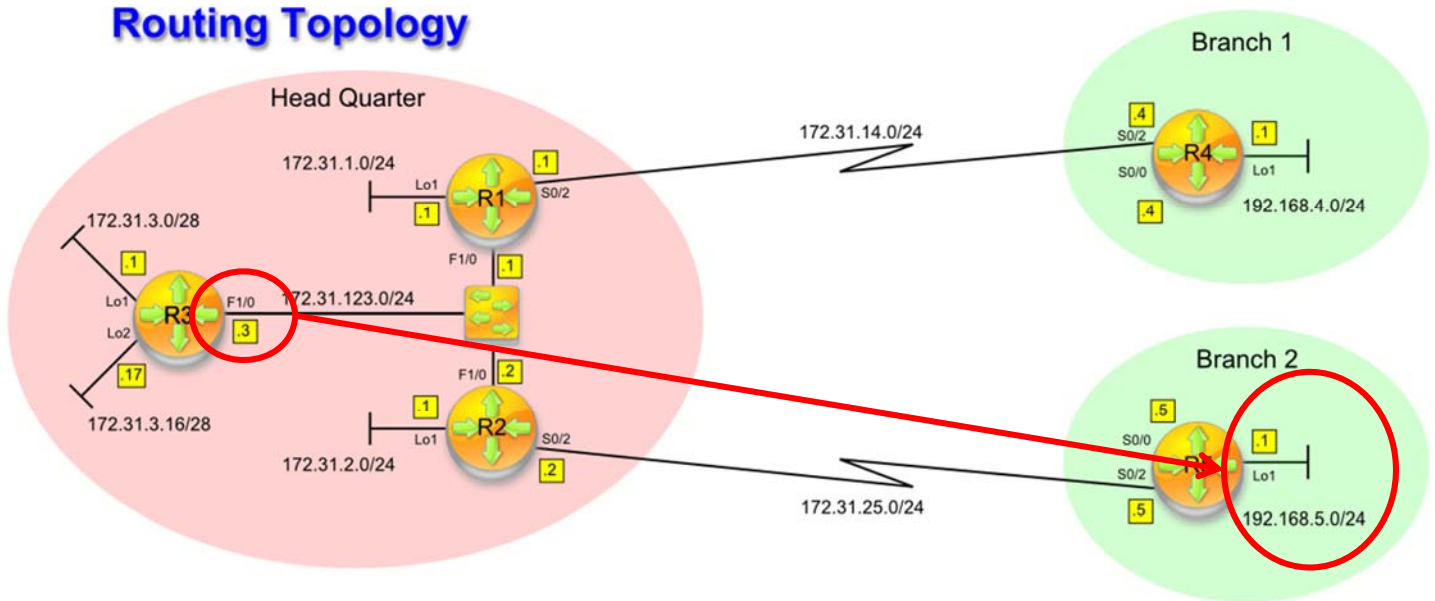 Routing Topology
Head Quarter
172.31.1.0/24
Lo1
.1
R1
.1
S0/2
F1/0
.1
172.31.3.0/28
.1
Lo1
R3
Lo2
.17
172.31.3.16/28
F1/0
.3
172.31.123.0/24
F1/0
.2
.1
Lo1
R2
172.31.2.0/24
S0/2
.2
172.31.14.0/24
172.31.25.0/24
Branch 1
.4
S0/2
S0/0
.4
R4
.1
Lo1
192.168.4.0/24
Branch 2
.5
S0/0
S0/2
.5
.1
Lo1
192.168.5.0/24